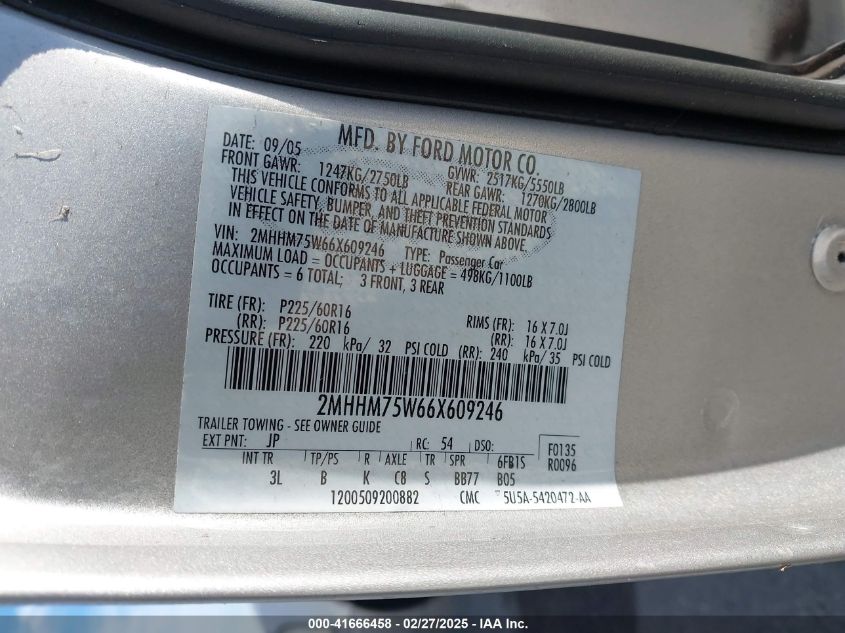 MFD. BY FORD MOTOR CO.
DATE: 09/05 GVWR: 2517KG/5550LB
FRONT GAWR: 1247KG/2750LB REAR GAWR: 1270KG/2800LB
THIS VEHICLE CONFORMS TO ALL APPLICABLE FEDERAL MOTOR
VEHICLE SAFETY, BUMPER, AND THEFT PREVENTION STANDARDS
IN EFFECT ON THE DATE OF MANUFACTURE SHOWN ABOVE.
VIN: 2MHHM75W66X609246 TYPE: Passenger Car
MAXIMUM LOAD = OCCUPANTS + LUGGAGE = 498KG/1100LB
OCCUPANTS = 6 TOTAL; 3 FRONT, 3 REAR
TIRE (FR): P225/60R16 RIMS (FR): 16 X 7.0J
(RR): P225/60R16 (RR): 16 X 7.0J
PRESSURE (FR): 220 kPa/ 32 PSI COLD (RR): 240 kPa/ 35 PSI COLD
2MHHM75W66X609246
TRAILER TOWING - SEE OWNER GUIDE
EXT PNT: JP RC: 54 DSO: F0135
INT TR TP/PS R AXLE TR SPR 6FB1S R0096
3L B K C8 S BB77 B05
1200509200882 CMC 5U5A-5420472-AA
000-41666458 - 02/27/2025 - IAA Inc.